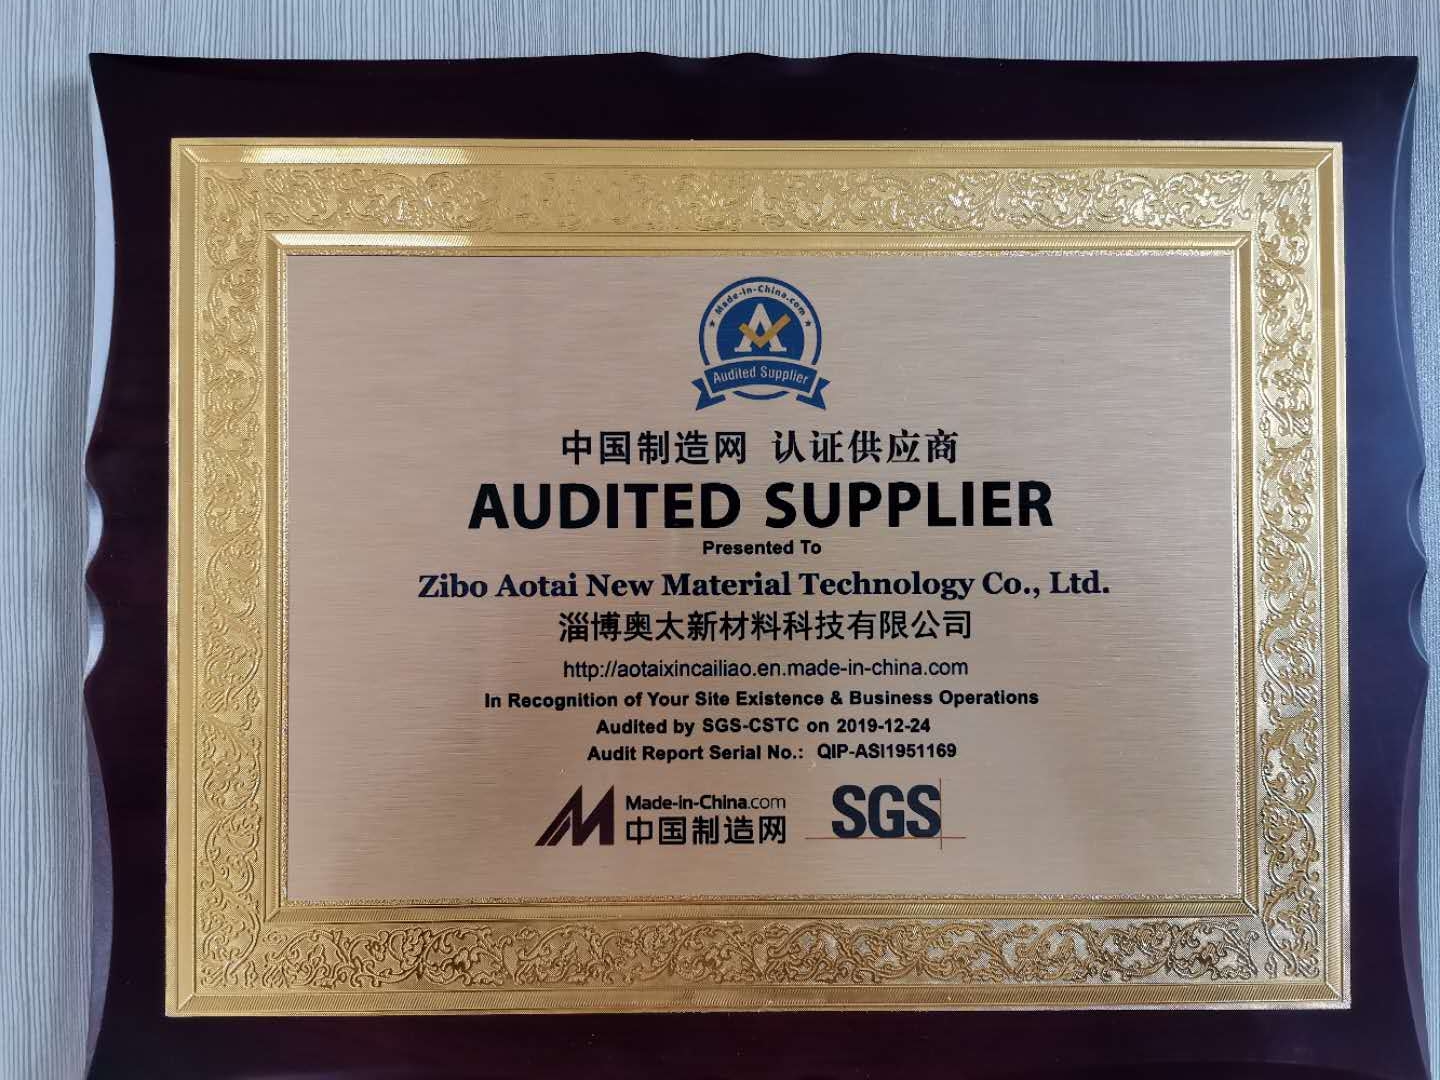 Made-in-China.com
A
Audited Supplier
中国制造网 认证供应商
AUDITED SUPPLIER
Presented To
Zibo Aotai New Material Technology Co., Ltd.
淄博奥太新材料科技有限公司
http://aotaixincailiao.en.made-in-china.com
In Recognition of Your Site Existence & Business Operations
Audited by SGS-CSTC on 2019-12-24
Audit Report Serial No.: QIP-ASI1951169
Made-in-China.com
中国制造网
SGS